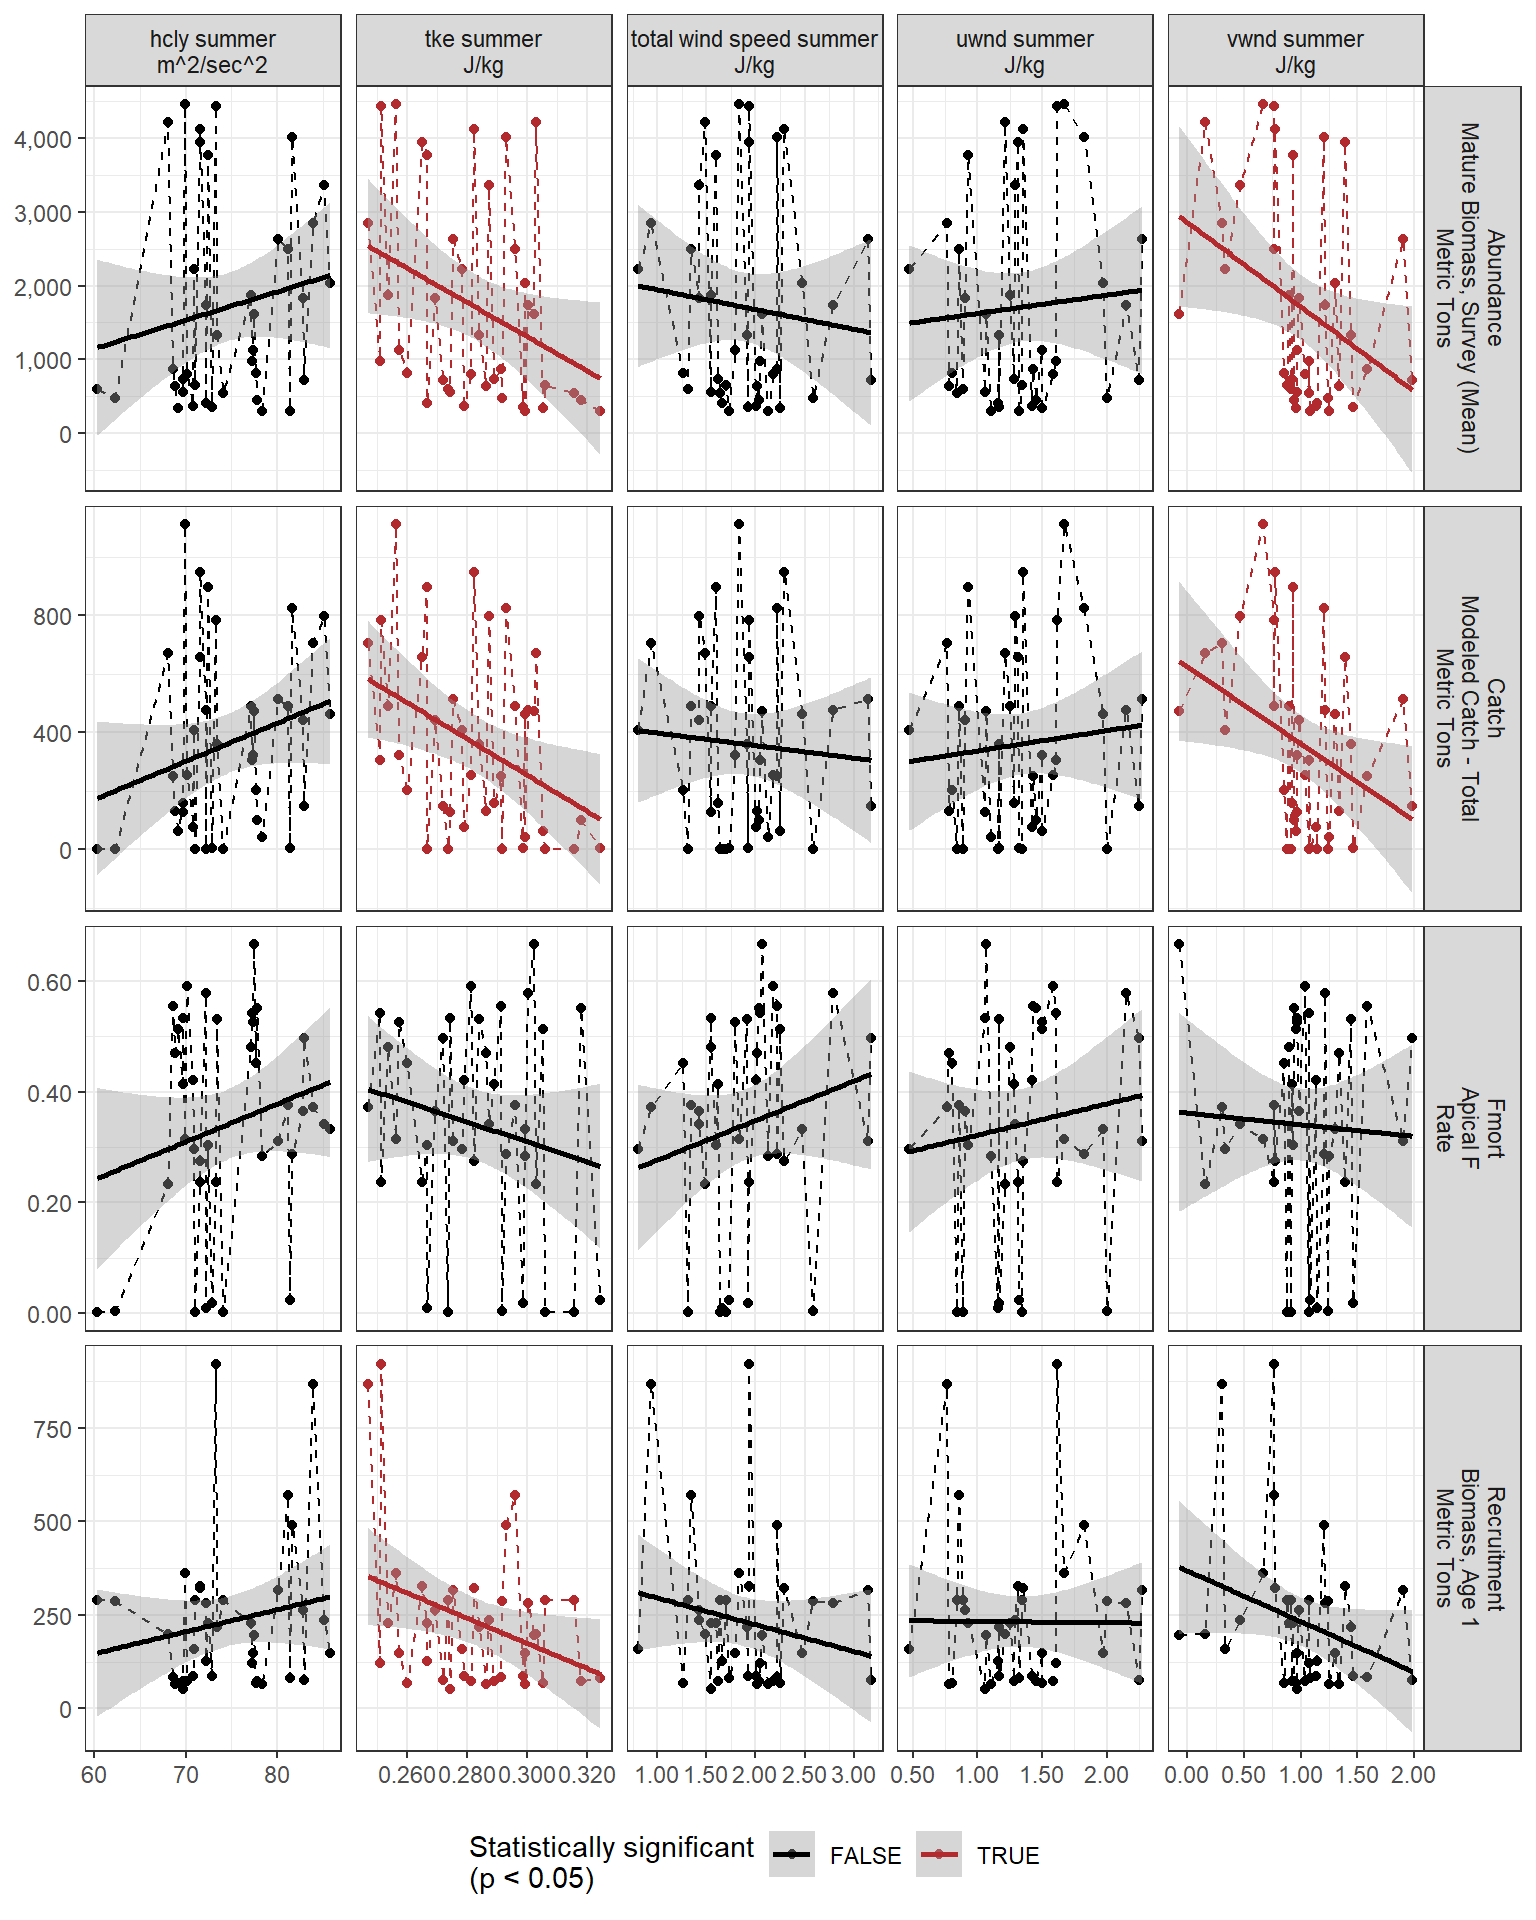 hcly summer
m^2/sec^2
tke summer
J/kg
total wind speed summer
J/kg
uwnd summer
J/kg
vwnd summer
J/kg
4,000
3,000
2,000
1,000
0
Abundance
Mature Biomass, Survey (Mean)
Metric Tons
800
400
0
Catch
Modeled Catch - Total
Metric Tons
0.60
0.40
0.20
0.00
Fmort
Apical F
Rate
750
500
250
0
Recruitment
Biomass, Age 1
Metric Tons
60 70 80
0.260 0.280 0.300 0.320
1.00 1.50 2.00 2.50 3.00
0.50 1.00 1.50 2.00
0.00 0.50 1.00 1.50 2.00
Statistically significant
(p < 0.05)
FALSE
TRUE